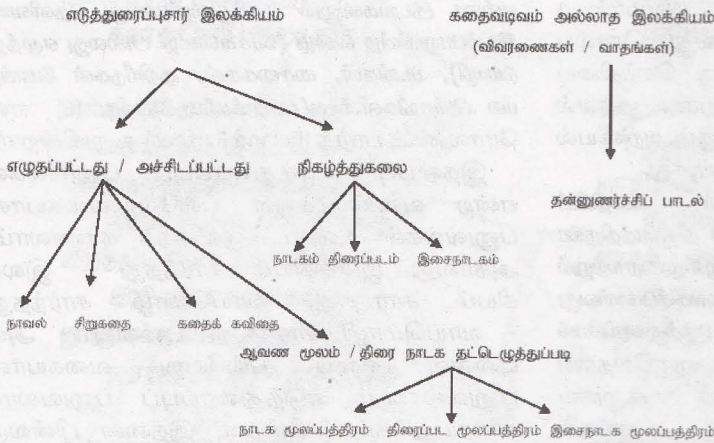 எடுத்துரைப்புசார் இலக்கியம்
கதைவடிவம் அல்லாத இலக்கியம்
(விவரணைகள் / வாதங்கள்)
எழுதப்பட்டது / அச்சிடப்பட்டது
நிகழ்த்துகலை
தன்னுணர்ச்சிப் பாடல்
நாடகம் திரைப்படம் இசைநாடகம்
நாவல் சிறுகதை கதைக் கவிதை
ஆவண மூலம் / திரை நாடக தட்டெழுத்துப்படி
நாடக மூலப்பத்திரம் திரைப்பட மூலப்பத்திரம் இசைநாடக மூலப்பத்திரம்